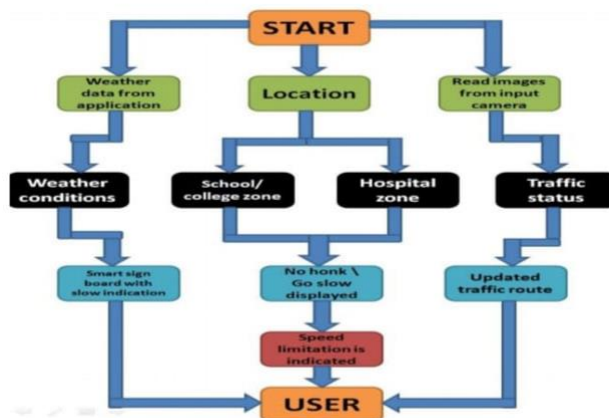 START
Weather
data from
application
Location
Read images
from input
camera
Weather
conditions
School/
college zone
Hospital
zone
Traffic
status
Smart sign
board with
slow indication
No honk \
Go slow
displayed
Updated
traffic route
Speed
limitation is
indicated
USER